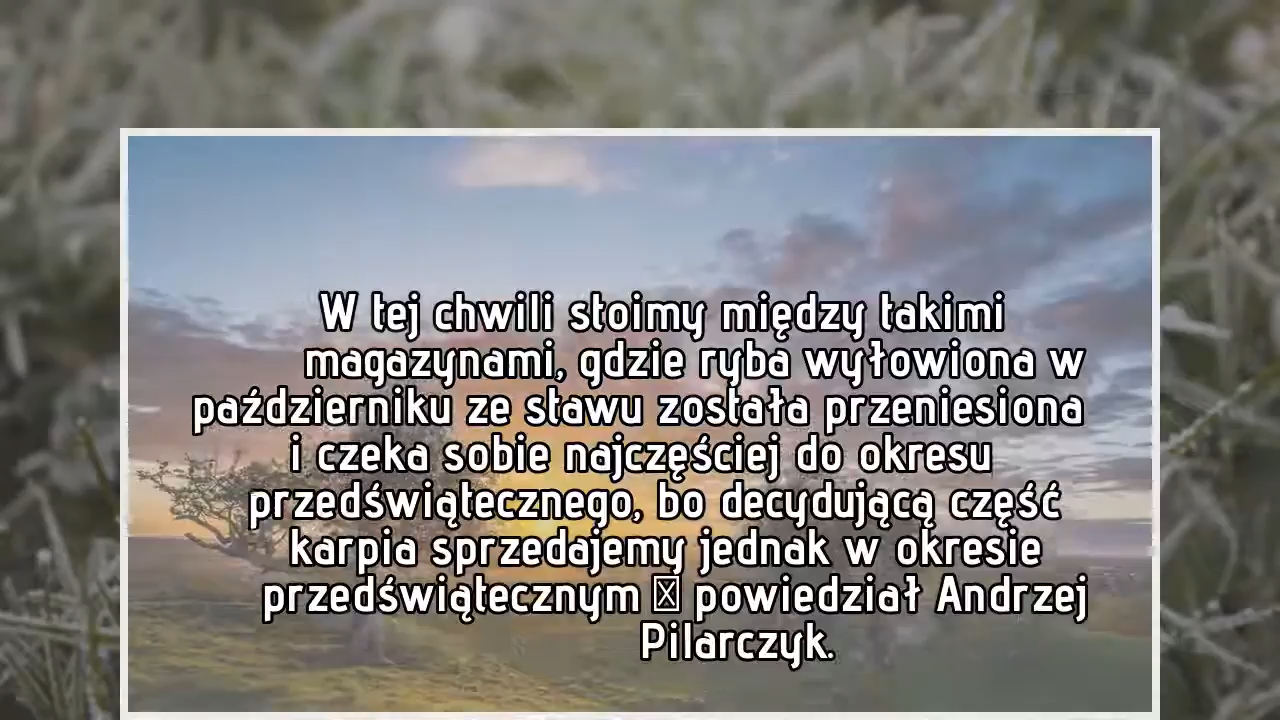 W tej chwili stoimy między takimi
magazynami, gdzie ryba wyłowiona w
październiku ze stawu została przeniesiona
i czeka sobie najczęściej do okresu
przedświątecznego, bo decydującą część
karpia sprzedajemy jednak w okresie
przedświątecznym powiedział Andrzej
Pilarczyk.